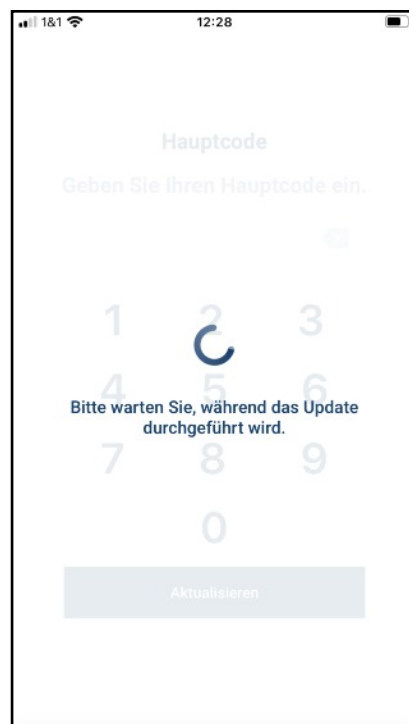 1&1
12:28
Hauptcode
Geben Sie Ihren Hauptcode ein.
1 2 3
4 5 6
Bitte warten Sie, während das Update
durchgeführt wird.
7 8 9
0
Aktualisieren